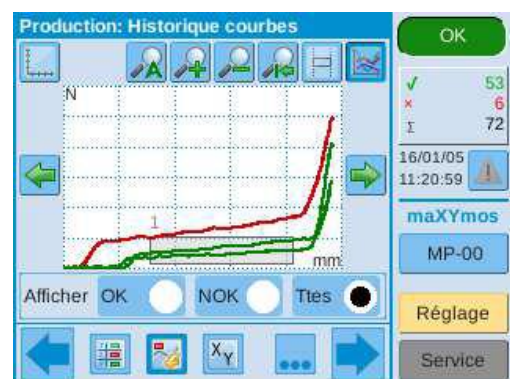 Production: Historique courbes
N
1
mm
Afficher OK NOK Ttes
X Y
OK
✓ 53
× 6
Σ 72
16/01/05
11:20:59
maXYmos
MP-00
Réglage
Service
A